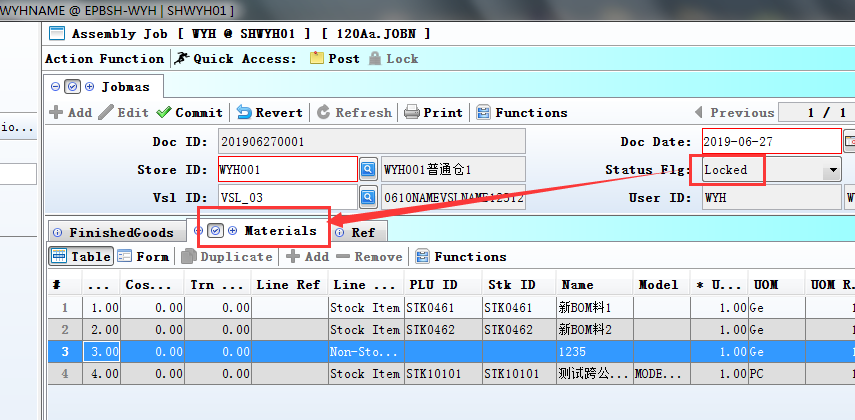 WYHNAME @ EPBSH-WYH | SHWYH01 ]
Assembly Job [ WYH @ SHWYH01 ] [ 120Aa.JOBN ]
Action Function Quick Access: Post Lock
Jobmas
Add Edit Commit Revert Refresh Print Functions Previous 1 / 1
io...
Doc ID: 201906270001 Doc Date: 2019-06-27
Store ID: WYH001 WYH001普通仓1 Status Flg: Locked
Vsl ID: VSL_03 0610NAMEVSLNAME12312 User ID: WYH W
FinishedGoods Materials Ref
Table Form Duplicate Add Remove Functions
# ... Cos... Trn ... Line Ref Line ... PLU ID Stk ID Name Model * U... UOM UOM R.
1 1.00 0.00 0.00 Stock Item STK0461 STK0461 新BOM料1 1.00 Ge 1
2 2.00 0.00 0.00 Stock Item STK0462 STK0462 新BOM料2 1.00 Ge 1
3 3.00 0.00 0.00 Non-Sto... 1235 1.00 Ge 1
4 4.00 0.00 0.00 Stock Item STK10101 STK10101 测试跨公... MODE... 1.00 PC 1